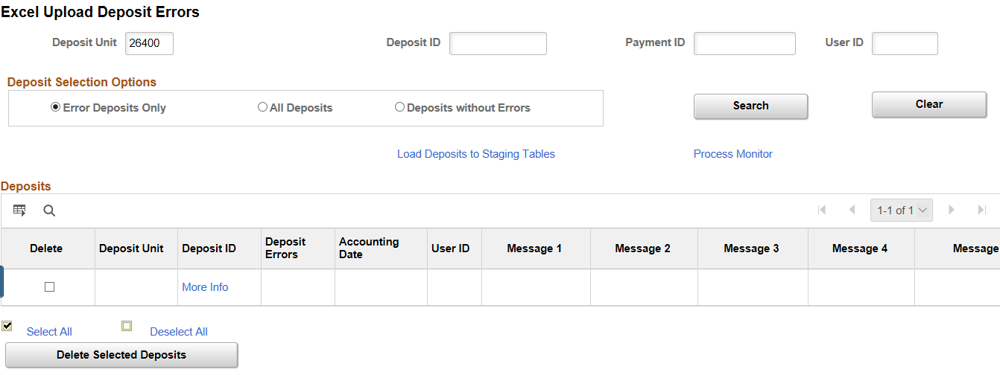 Excel Upload Deposit Errors
Deposit Unit 26400 Deposit ID Payment ID User ID
Deposit Selection Options
Error Deposits Only All Deposits Deposits without Errors Search Clear
Load Deposits to Staging Tables Process Monitor
Deposits
1-1 of 1
Delete Deposit Unit Deposit ID Deposit Errors Accounting Date User ID Message 1 Message 2 Message 3 Message 4 Message
More Info
Select All Deselect All
Delete Selected Deposits